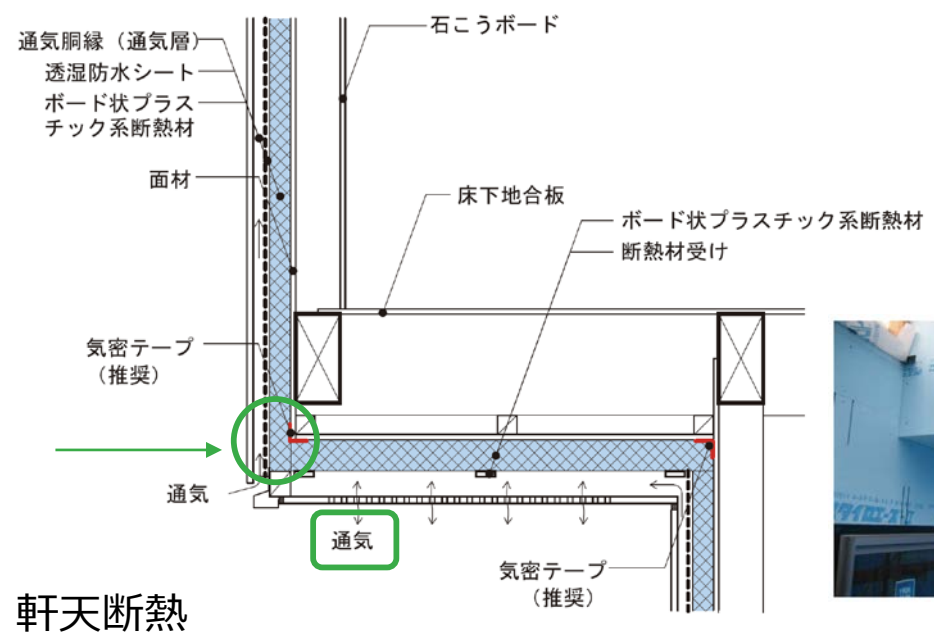 通気胴縁（通気層）
透湿防水シート
ボード状プラス
チック系断熱材
面材
石こうボード
床下地合板
ボード状プラスチック系断熱材
断熱材受け
気密テープ
（推奨）
通気
通気
気密テープ
（推奨）
軒天断熱